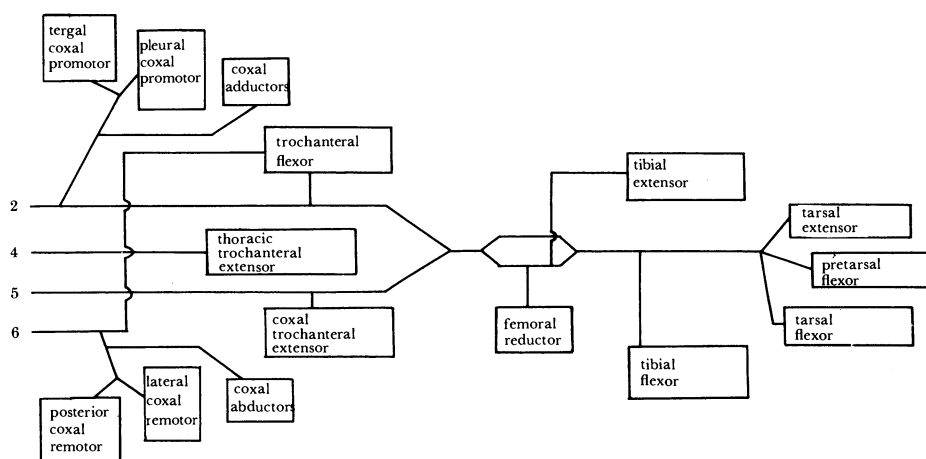 tergal
coxal
promotor
pleural
coxal
promotor
coxal
adductors
trochanteral
flexor
tibial
extensor
2
tarsal
extensor
4
thoracic
trochanteral
extensor
pretarsal
flexor
5
coxal
trochanteral
extensor
femoral
reductor
tarsal
flexor
6
tibial
flexor
lateral
coxal
remotor
coxal
abductors
posterior
coxal
remotor